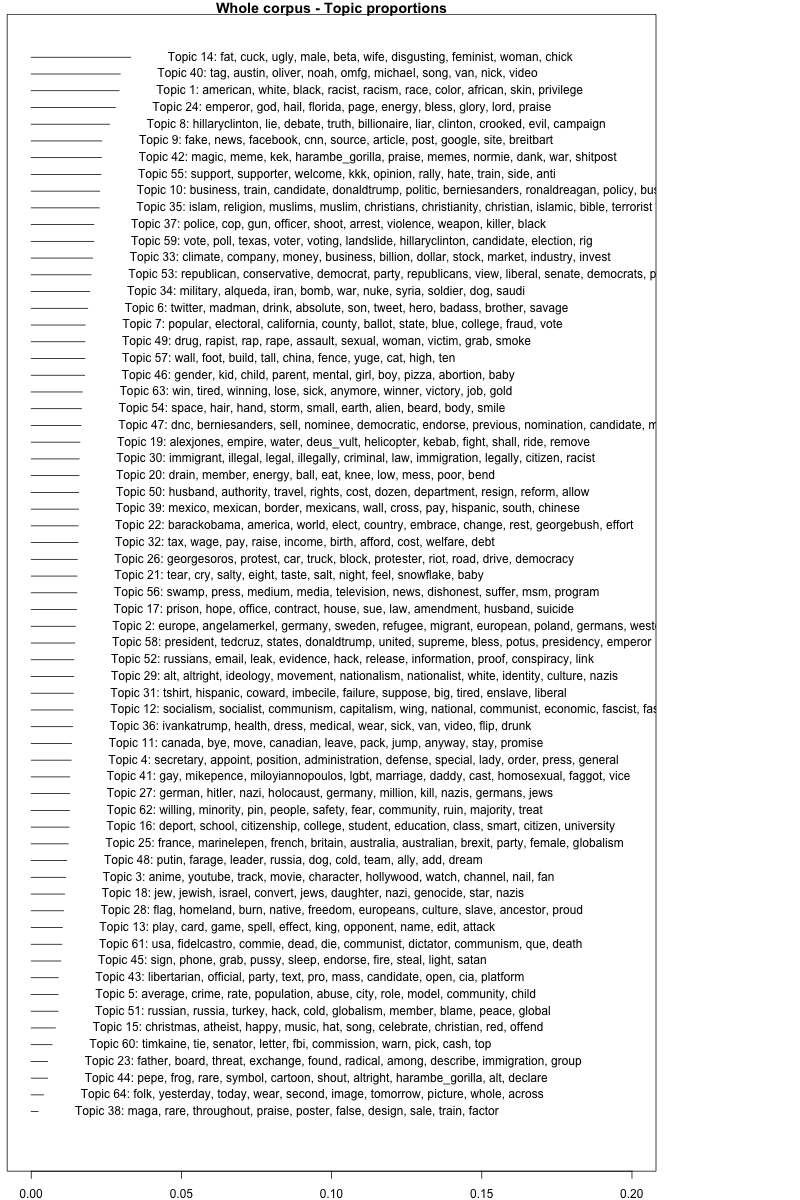 Whole corpus - Topic proportions
Topic 14: fat, cuck, ugly, male, beta, wife, disgusting, feminist, woman, chick
Topic 40: tag, austin, oliver, noah, omfg, michael, song, van, nick, video
Topic 1: american, white, black, racist, racism, race, color, african, skin, privilege
Topic 24: emperor, god, hail, florida, page, energy, bless, glory, lord, praise
Topic 8: hillaryclinton, lie, debate, truth, billionaire, liar, clinton, crooked, evil, campaign
Topic 9: fake, news, facebook, cnn, source, article, post, google, site, breitbart
Topic 42: magic, meme, kek, harambe_gorilla, praise, memes, normie, dank, war, shitpost
Topic 55: support, supporter, welcome, kkk, opinion, rally, hate, train, side, anti
Topic 10: business, train, candidate, donaldtrump, politic, berniesanders, ronaldreagan, policy, bus
Topic 35: islam, religion, muslims, muslim, christians, christianity, christian, islamic, bible, terrorist
Topic 37: police, cop, gun, officer, shoot, arrest, violence, weapon, killer, black
Topic 59: vote, poll, texas, voter, voting, landslide, hillaryclinton, candidate, election, rig
Topic 33: climate, company, money, business, billion, dollar, stock, market, industry, invest
Topic 53: republican, conservative, democrat, party, republicans, view, liberal, senate, democrats, p
Topic 34: military, alqueda, iran, bomb, war, nuke, syria, soldier, dog, saudi
Topic 6: twitter, madman, drink, absolute, son, tweet, hero, badass, brother, savage
Topic 7: popular, electoral, california, county, ballot, state, blue, college, fraud, vote
Topic 49: drug, rapist, rap, rape, assault, sexual, woman, victim, grab, smoke
Topic 57: wall, foot, build, tall, china, fence, yuge, cat, high, ten
Topic 46: gender, kid, child, parent, mental, girl, boy, pizza, abortion, baby
Topic 63: win, tired, winning, lose, sick, anymore, winner, victory, job, gold
Topic 54: space, hair, hand, storm, small, earth, alien, beard, body, smile
Topic 47: dnc, berniesanders, sell, nominee, democratic, endorse, previous, nomination, candidate, m
Topic 19: alexjones, empire, water, deus_vult, helicopter, kebab, fight, shall, ride, remove
Topic 30: immigrant, illegal, legal, illegally, criminal, law, immigration, legally, citizen, racist
Topic 20: drain, member, energy, ball, eat, knee, low, mess, poor, bend
Topic 50: husband, authority, travel, rights, cost, dozen, department, resign, reform, allow
Topic 39: mexico, mexican, border, mexicans, wall, cross, pay, hispanic, south, chinese
Topic 22: barackobama, america, world, elect, country, embrace, change, rest, georgebush, effort
Topic 32: tax, wage, pay, raise, income, birth, afford, cost, welfare, debt
Topic 26: georgesoros, protest, car, truck, block, protester, riot, road, drive, democracy
Topic 21: tear, cry, salty, eight, taste, salt, night, feel, snowflake, baby
Topic 56: swamp, press, medium, media, television, news, dishonest, suffer, msm, program
Topic 17: prison, hope, office, contract, house, sue, law, amendment, husband, suicide
Topic 2: europe, angelamerkel, germany, sweden, refugee, migrant, european, poland, germans, west
Topic 58: president, tedcruz, states, donaldtrump, united, supreme, bless, potus, presidency, emperor
Topic 52: russians, email, leak, evidence, hack, release, information, proof, conspiracy, link
Topic 29: alt, altright, ideology, movement, nationalism, nationalist, white, identity, culture, nazis
Topic 31: tshirt, hispanic, coward, imbecile, failure, suppose, big, tired, enslave, liberal
Topic 12: socialism, socialist, communism, capitalism, wing, national, communist, economic, fascist, fas
Topic 36: ivankatrump, health, dress, medical, wear, sick, van, video, flip, drunk
Topic 11: canada, bye, move, canadian, leave, pack, jump, anyway, stay, promise
Topic 4: secretary, appoint, position, administration, defense, special, lady, order, press, general
Topic 41: gay, mikepence, miloyiannopoulos, lgbt, marriage, daddy, cast, homosexual, faggot, vice
Topic 27: german, hitler, nazi, holocaust, germany, million, kill, nazis, germans, jews
Topic 62: willing, minority, pin, people, safety, fear, community, ruin, majority, treat
Topic 16: deport, school, citizenship, college, student, education, class, smart, citizen, university
Topic 25: france, marinelepen, french, britain, australia, australian, brexit, party, female, globalism
Topic 48: putin, farage, leader, russia, dog, cold, team, ally, add, dream
Topic 3: anime, youtube, track, movie, character, hollywood, watch, channel, nail, fan
Topic 18: jew, jewish, israel, convert, jews, daughter, nazi, genocide, star, nazis
Topic 28: flag, homeland, burn, native, freedom, europeans, culture, slave, ancestor, proud
Topic 13: play, card, game, spell, effect, king, opponent, name, edit, attack
Topic 61: usa, fidelcastro, commie, dead, die, communist, dictator, communism, que, death
Topic 45: sign, phone, grab, pussy, sleep, endorse, fire, steal, light, satan
Topic 43: libertarian, official, party, text, pro, mass, candidate, open, cia, platform
Topic 5: average, crime, rate, population, abuse, city, role, model, community, child
Topic 51: russian, russia, turkey, hack, cold, globalism, member, blame, peace, global
Topic 15: christmas, atheist, happy, music, hat, song, celebrate, christian, red, offend
Topic 60: timkaine, tie, senator, letter, fbi, commission, warn, pick, cash, top
Topic 23: father, board, threat, exchange, found, radical, among, describe, immigration, group
Topic 44: pepe, frog, rare, symbol, cartoon, shout, altright, harambe_gorilla, alt, declare
Topic 64: folk, yesterday, today, wear, second, image, tomorrow, picture, whole, across
Topic 38: maga, rare, throughout, praise, poster, false, design, sale, train, factor
0.00 0.05 0.10 0.15 0.20